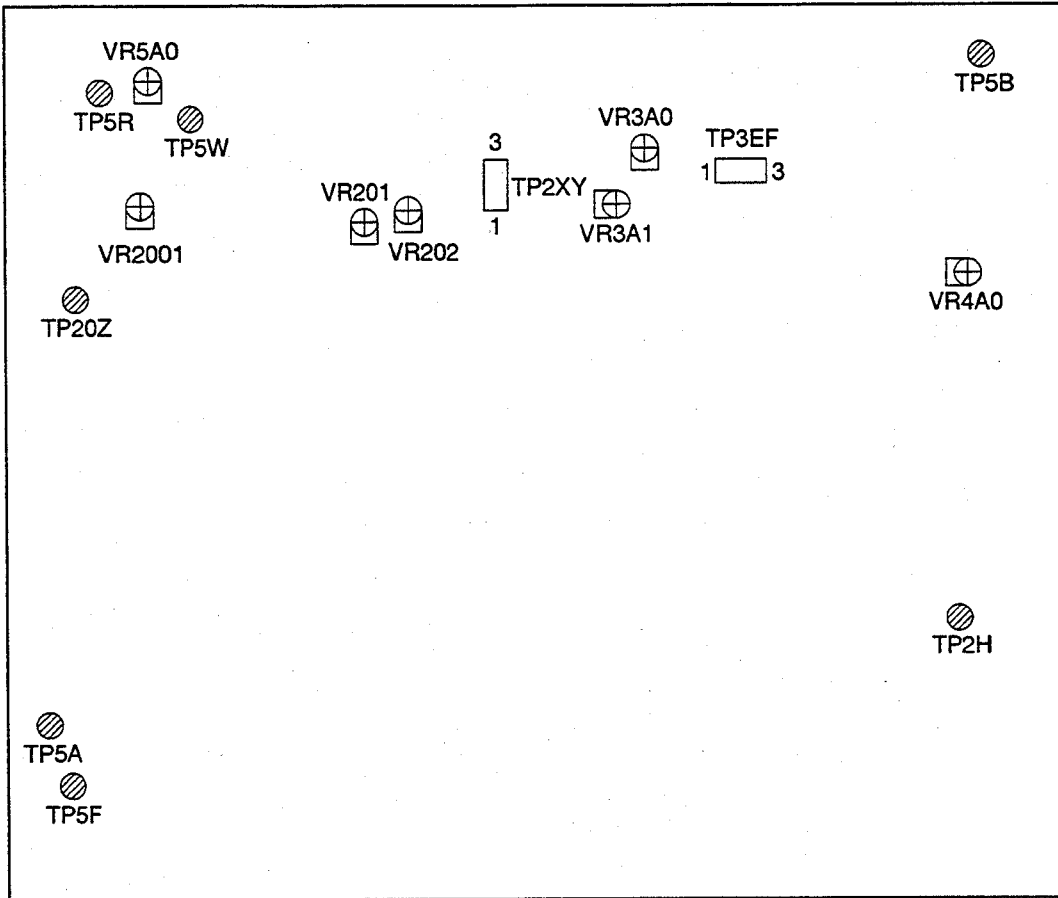 VR5A0
TP5B
TP5R
VR3A0
TP5W
3
TP3EF
1 3
TP2XY
VR201
1
VR3A1
VR202
VR2001
VR4A0
TP20Z
TP2H
TP5A
TP5F